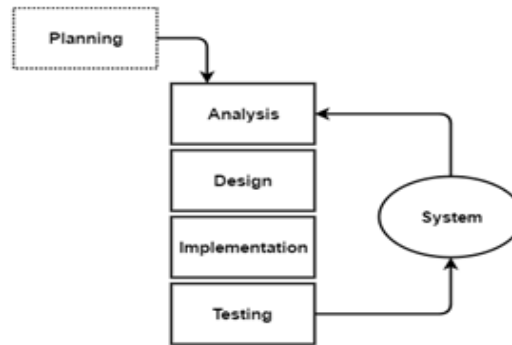 Planning
Analysis
Design
System
Implementation
Testing